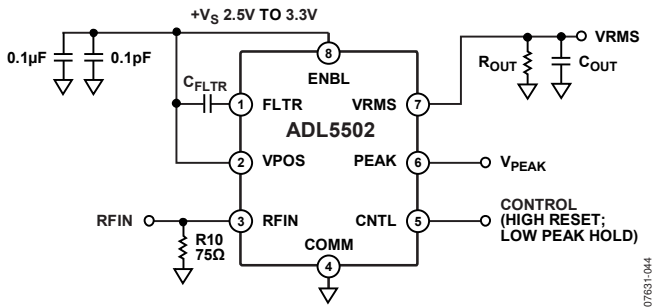 +VS 2.5V TO 3.3V
0.1µF
0.1pF
CFLTR
8
ENBL
1
FLTR
VRMS
7
ROUT
COUT
VRMS
ADL5502
2
VPOS
PEAK
6
VPEAK
RFIN
3
RFIN
CNTL
5
CONTROL
(HIGH RESET;
LOW PEAK HOLD)
R10
75Ω
COMM
4
07631-044